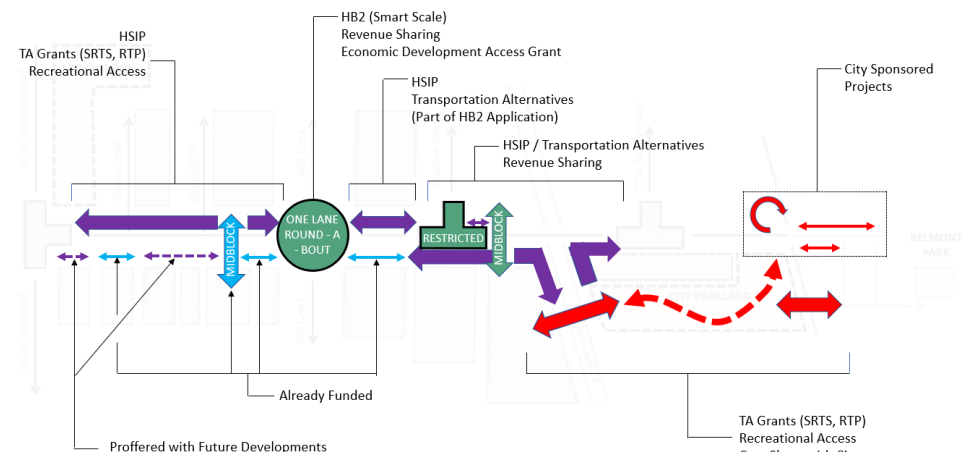 HB2 (Smart Scale)
Revenue Sharing
Economic Development Access Grant
HSIP
TA Grants (SRTS, RTP)
Recreational Access
HSIP
Transportation Alternatives
(Part of HB2 Application)
City Sponsored
Projects
HSIP / Transportation Alternatives
Revenue Sharing
ONE LANE
ROUND - A
- BOUT
MIDBLOCK
RESTRICTED
MIDBLOCK
BELMONT
PARK
CITY PARKLAND
Already Funded
Proffered with Future Developments
TA Grants (SRTS, RTP)
Recreational Access